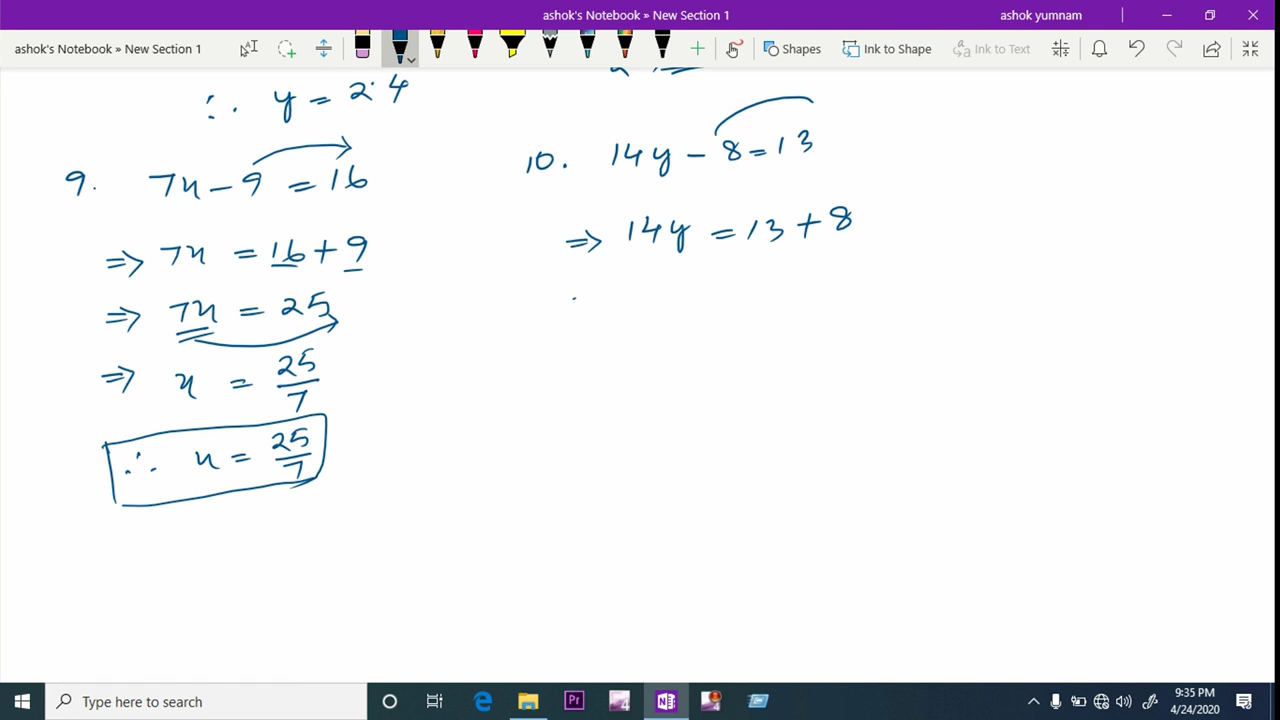 ashok's Notebook » New Section 1
ashok yumnam
ashok's Notebook » New Section 1
Shapes
Ink to Shape
Ink to Text
∴ y = 2.4
9. 7x - 9 = 16
⇒ 7x = 16 + 9
⇒ 7x = 25
⇒ x = 25/7
∴ x = 25/7
10. 14y - 8 = 13
⇒ 14y = 13 + 8
Type here to search
Pr
9:35 PM
4/24/2020